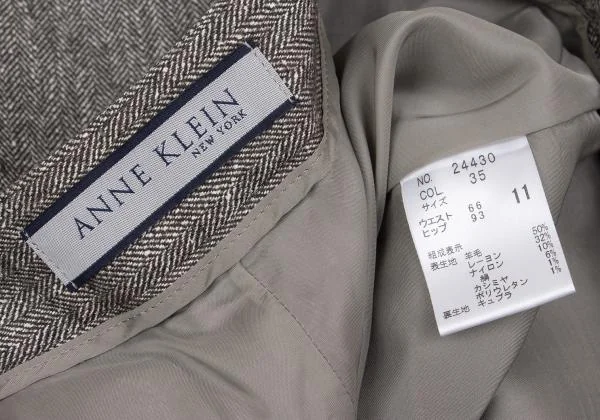 ANNE KLEIN
NEW YORK
NO. 24430
COL 35
サイズ 11
ウエスト 66
ヒップ 93
組成表示
表生地 羊毛 50%
レーヨン 32%
ナイロン 10%
絹 6%
カシミヤ 1%
ポリウレタン 1%
裏生地 キュプラ